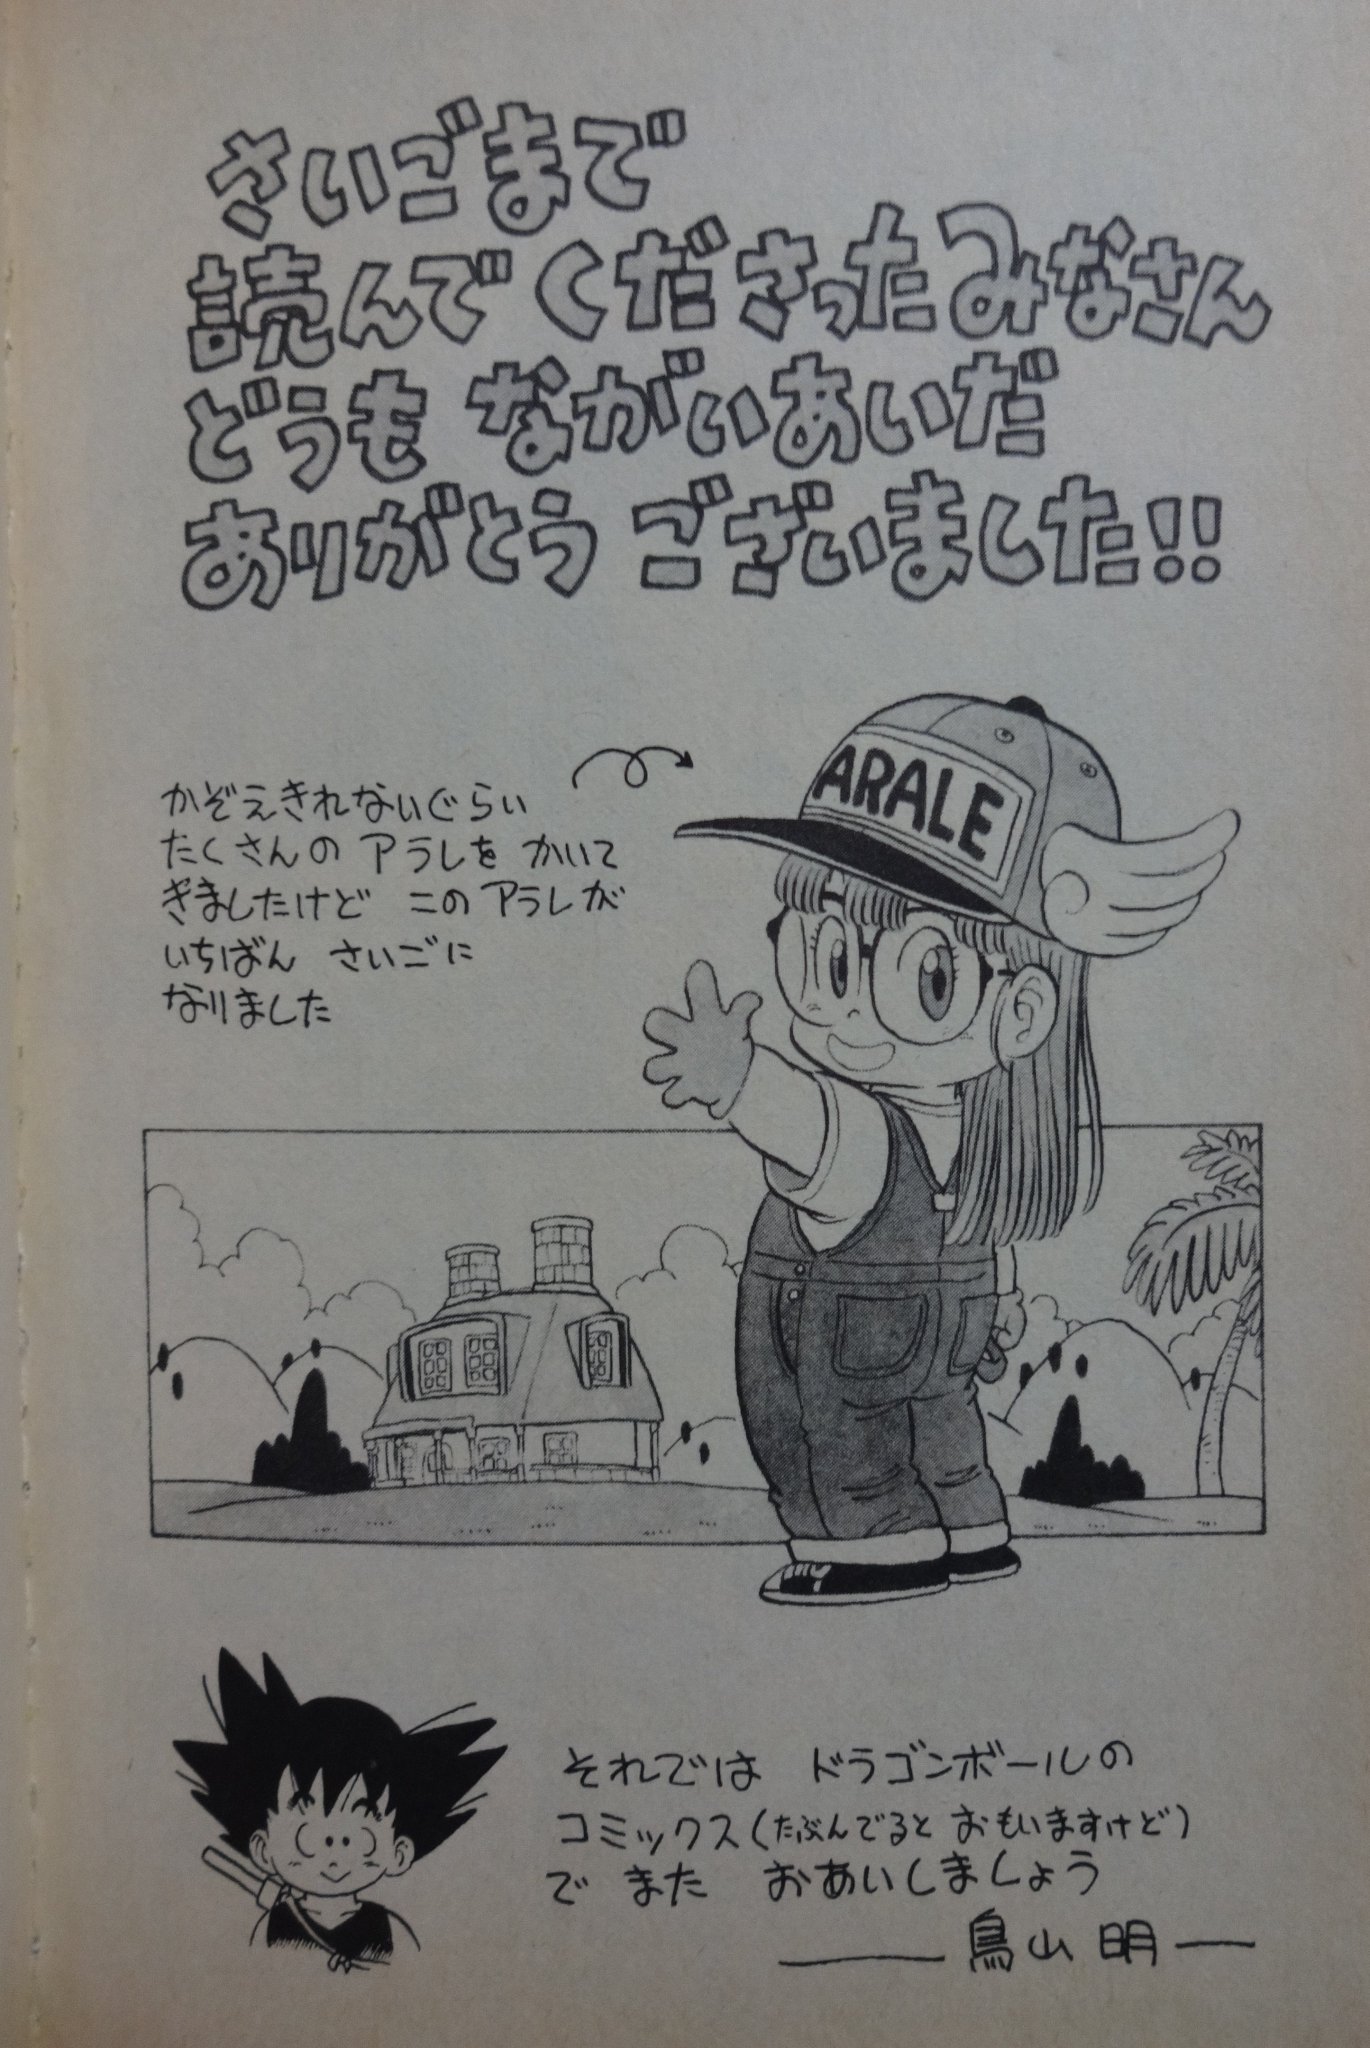 さいごまで
読んでくださったみなさん
どうも ながいあいだ
ありがとう ございました!!
かぞえきれないぐらい
たくさんの アラレを かいて
きましたけど このアラレが
いちばん さいごに
なりました
ARALE
それでは ドラゴンボールの
コミックス(たぶんでると おもいますけど)
で また おあいしましょう
——鳥山 明—